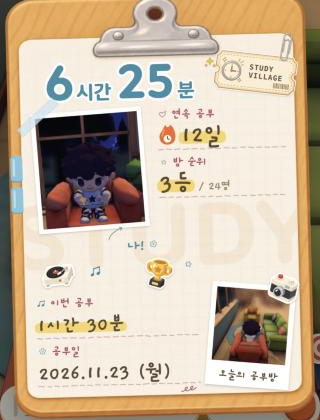 STUDY
VILLAGE
6시간 25분
연속 공부
12일
방 순위
3등 / 24명
나!
STUDY
이번 공부
1시간 30분
공부일
2026.11.23 (월)
오늘의 공부방